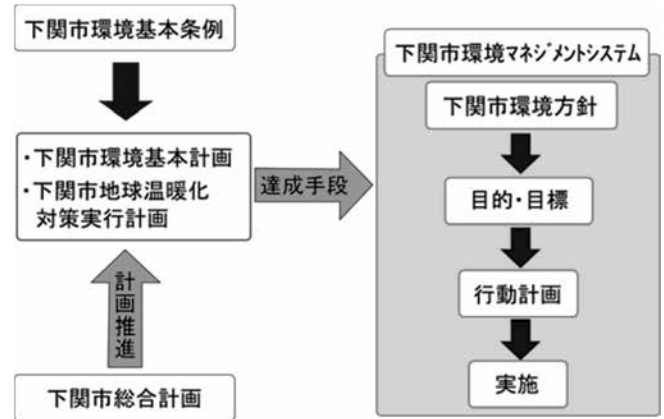 下関市環境基本条例
・下関市環境基本計画
・下関市地球温暖化
対策実行計画
計画推進
下関市総合計画
達成手段
下関市環境マネジメントシステム
下関市環境方針
目的・目標
行動計画
実施